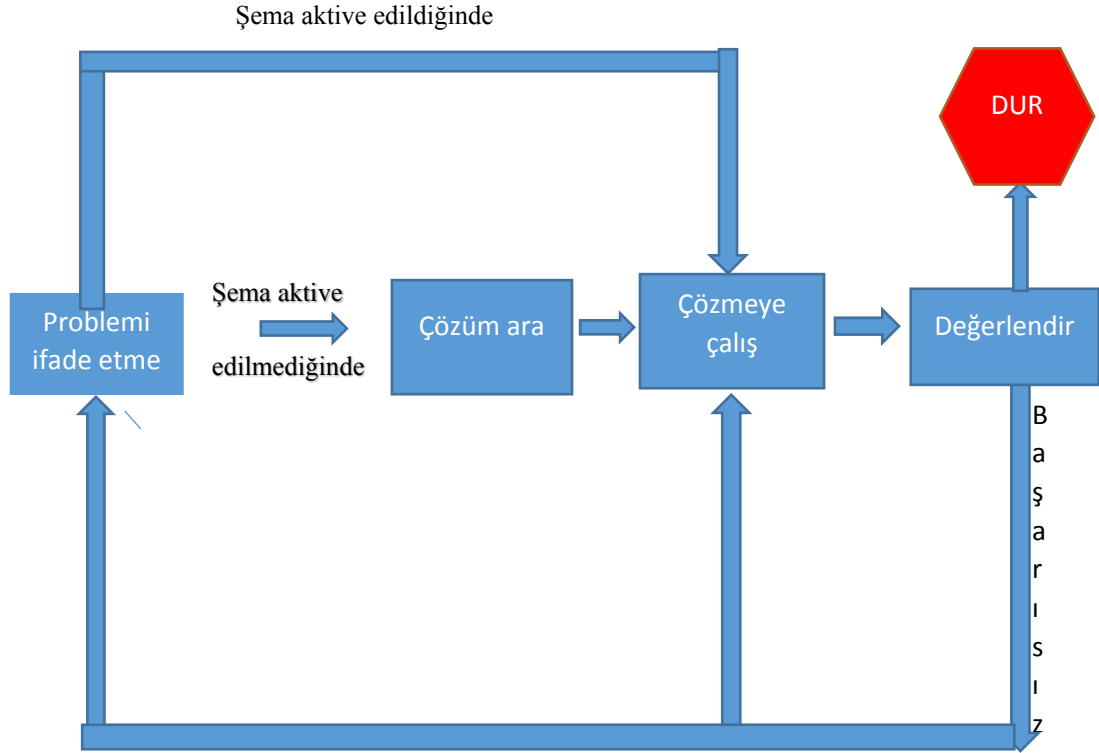 Şema aktive edildiğinde
DUR
Problemi
ifade etme
Şema aktive
edilmediğinde
Çözüm ara
Çözmeye
çalış
Değerlendir
B
a
ş
a
r
ı
s
ı
z